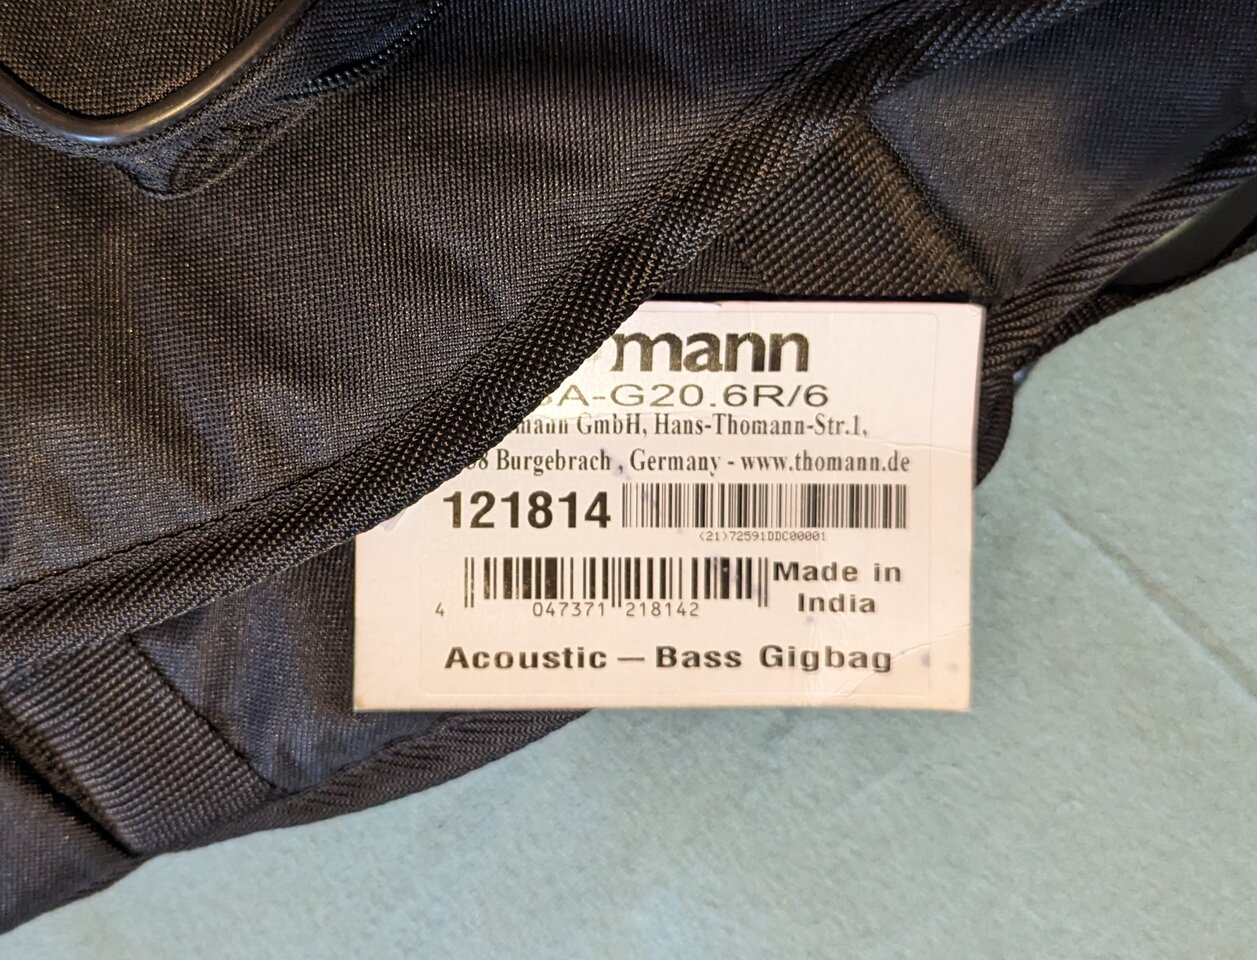 mann
A-G20.6R/6
mann GmbH, Hans-Thomann-Str.1,
8 Burgebrach , Germany - www.thomann.de
121814
(21)72591DDC00001
4 047371 218142
Made in
India
Acoustic — Bass Gigbag